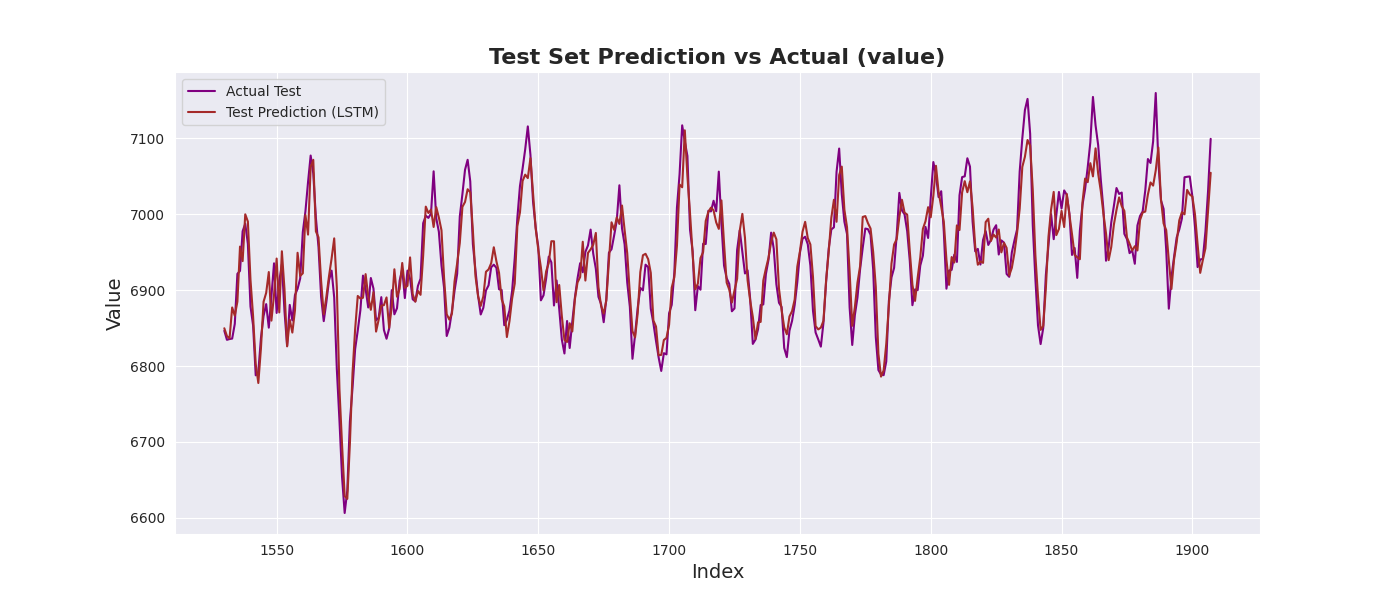 Test Set Prediction vs Actual (value)
Actual Test
Test Prediction (LSTM)
Value
7100
7000
6900
6800
6700
6600
1550 1600 1650 1700 1750 1800 1850 1900
Index